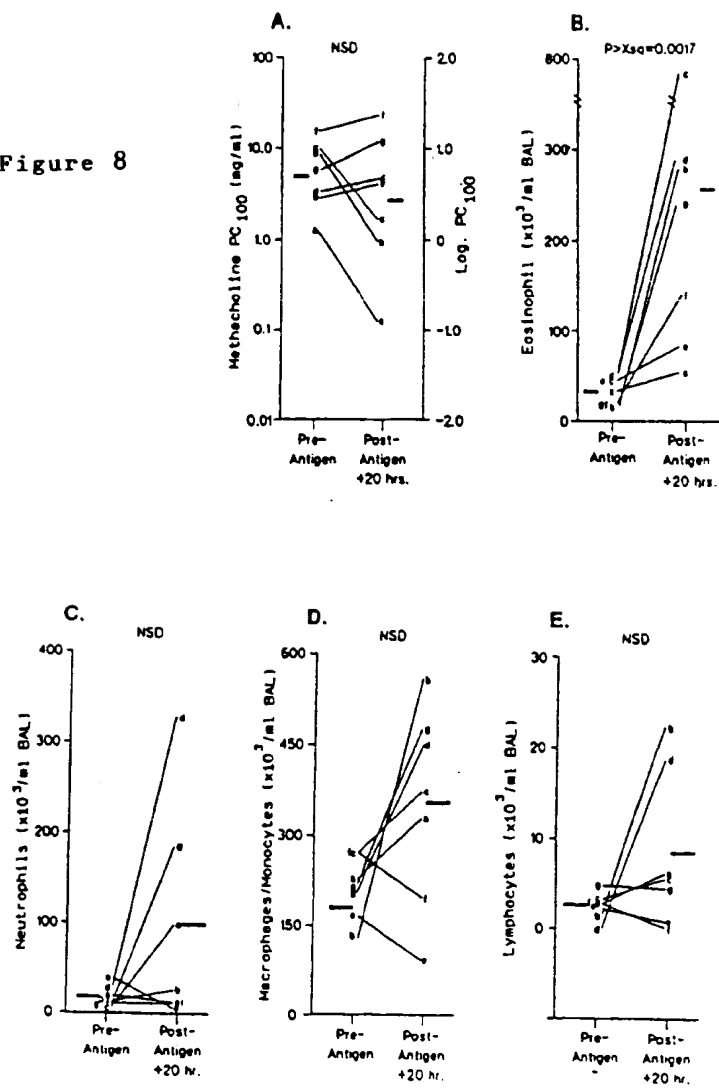 Figure 8
A.
NSD
100
10.0
1.0
0.1
0.01
Methecholine PC100 (mg/ml)
2.0
1.0
0
-1.0
-2.0
Log. PC100
Pre-
Antigen
Post-
Antigen
+20 hrs.
B.
P>Xsq=0.0017
800
300
200
100
0
Eosinophil (x10^3/ml BAL)
Pre-
Antigen
Post-
Antigen
+20 hrs.
C.
NSD
400
300
200
100
0
Neutrophils (x10^3/ml BAL)
Pre-
Antigen
Post-
Antigen
+20 hr.
D.
NSD
600
450
300
150
0
Macrophages/Monocytes (x10^3/ml BAL)
Pre-
Antigen
Post-
Antigen
+20 hr.
E.
NSD
30
20
10
0
Lymphocytes (x10^3/ml BAL)
Pre-
Antigen
Post-
Antigen
+20 hr.